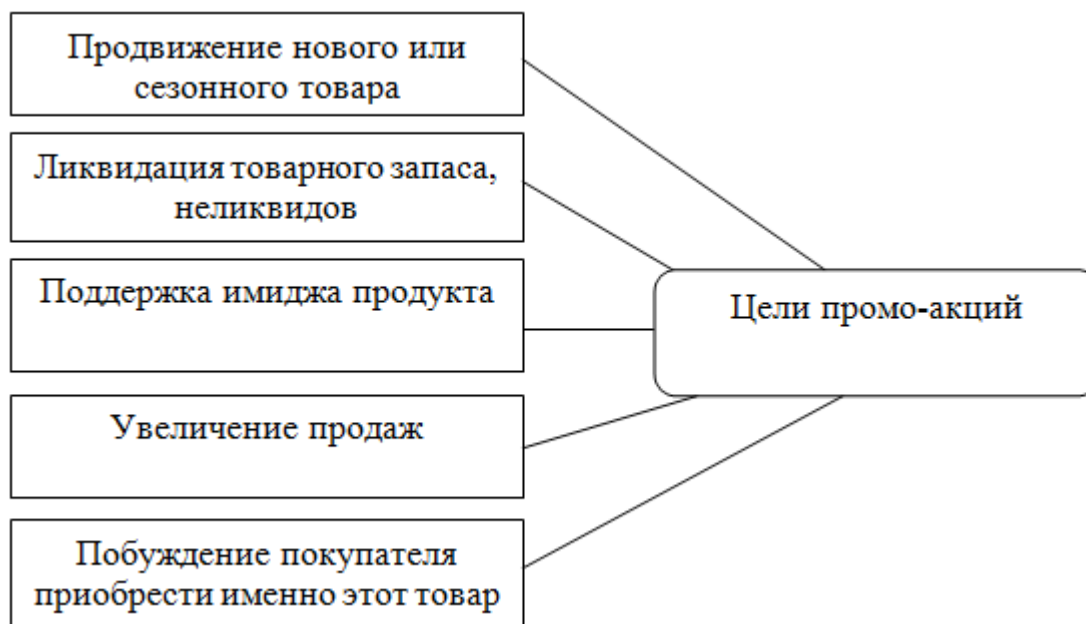 Продвижение нового или
сезонного товара
Ликвидация товарного запаса,
неликвидов
Поддержка имиджа продукта
Цели промо-акций
Увеличение продаж
Побуждение покупателя
приобрести именно этот товар